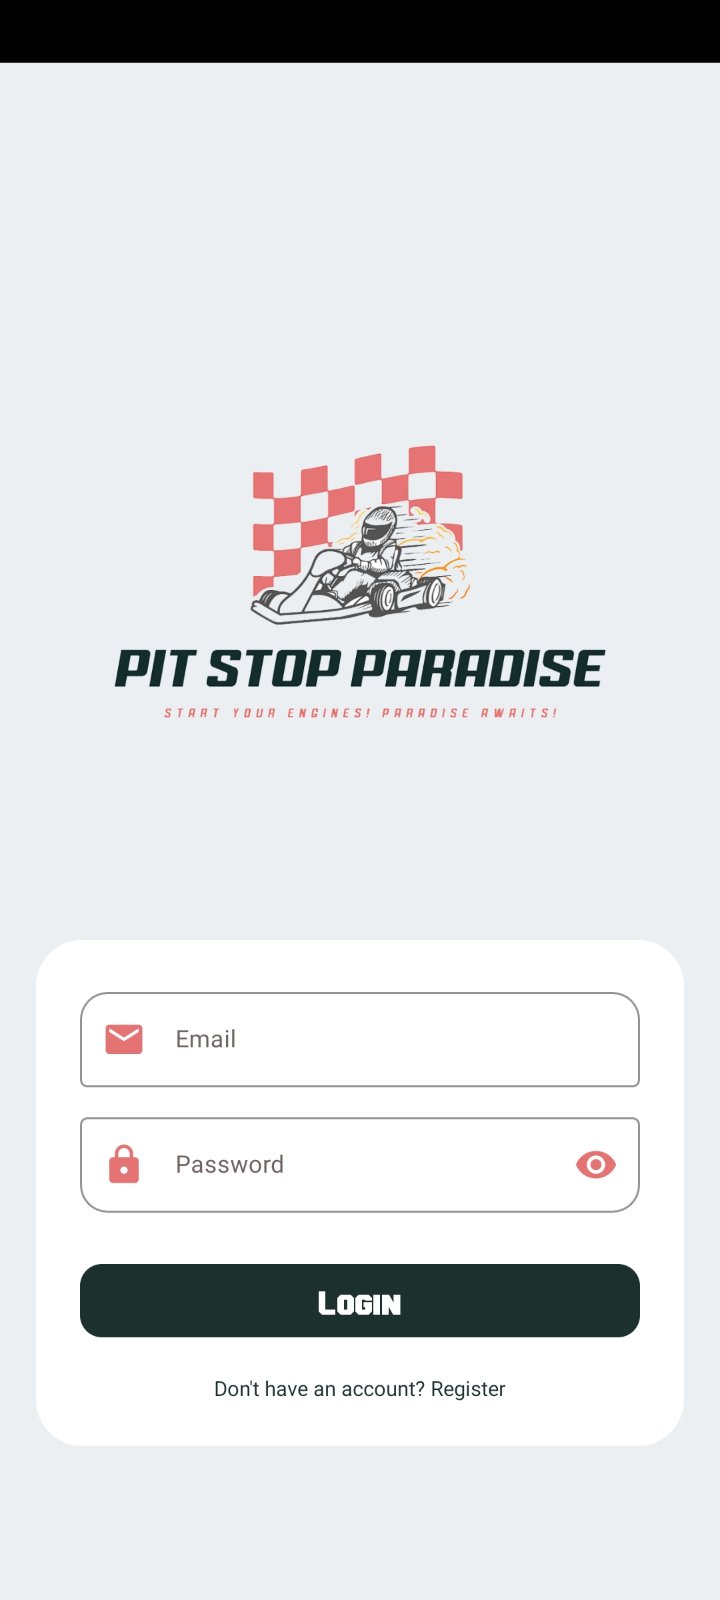 PIT STOP PARADISE
START YOUR ENGINES! PARADISE AWAITS!
Email
Password
Login
Don't have an account? Register